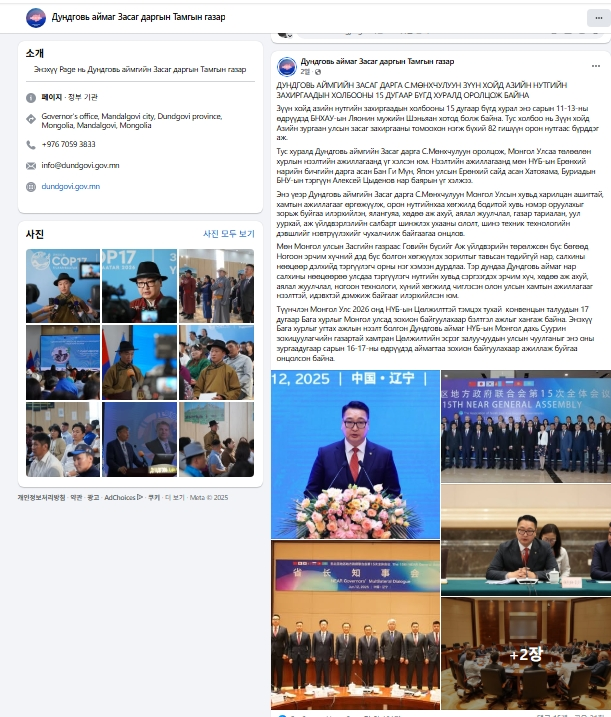 Дундговь аймаг Засаг даргын Тамгын газар
소개
Энэхүү Page нь Дундговь аймгийн Засаг даргын Тамгын газар
페이지 · 정부 기관
Governor's office, Mandalgovi city, Dundgovi province,
Mongolia, Mandalgovi, Mongolia
+976 7059 3833
info@dundgovi.gov.mn
dundgovi.gov.mn
사진
사진 모두 보기
COP17
OP17
개인정보처리방침 · 약관 · 광고 · AdChoices · 쿠키 · 더 보기 · Meta © 2025
Дундговь аймаг Засаг даргын Тамгын газар
2일
ДУНДГОВЬ АЙМГИЙН ЗАСАГ ДАРГА С.МӨНХЧУЛУУН ЗҮҮН ХОЙД АЗИЙН НУТГИЙН
ЗАХИРГААДЫН ХОЛБООНЫ 15 ДУГААР БҮГД ХУРАЛД ОРОЛЦОЖ БАЙНА
Зүүн хойд азийн нутгийн захиргаадын холбооны 15 дугаар бүгд хурал энэ сарын 11-13-ны
өдрүүдэд БНХАУ-ын Ляонин мужийн Шэньян хотод болж байна. Тус холбоо нь Зүүн хойд
Азийн зургаан улсын засаг захиргааны томоохон нэгж бүхий 82 гишүүн орон нутгаас бүрддэг
аж.
Тус хуралд Дундговь аймгийн Засаг дарга С.Мөнхчулуун оролцож, Монгол Улсаа төлөөлөн
хурлын нээлтийн ажиллагаанд үг хэлсэн юм. Нээлтийн ажиллагаанд мөн НҮБ-ын Ерөнхий
нарийн бичгийн дарга асан Бан Ги Мүн, Япон улсын Ерөнхий сайд асан Хатояама, Буриадын
БНУ-ын тэргүүн Алексей Цыденов нар баярын үг хэлжээ.
Энэ үеэр Дундговь аймгийн Засаг дарга С.Мөнхчулуун Монгол Улсын хувьд харилцан ашигтай,
хамтын ажиллагааг өргөжүүлж, орон нутгийнхаа хөгжилд бодитой хувь нэмэр оруулахыг
зорьж буйгаа илэрхийлэн, ялангуяа, хөдөө аж ахуй, аялал жуулчлал, газар тариалан, уул
уурхай, аж үйлдвэрлэлийн салбарт нээлттэй, шинэлэг ухааны ололт, шинэ техник технологийн
дэвшлийг нэвтрүүлэхийг чухалчилж байгаагаа онцлов.
Мөн Монгол улсын Засгийн газраас Говийн бүсийг Аж үйлдвэрийн төрөлжсөн бүс бөгөөд
Ногоон эрчим хүчний дэд бүс болгон хөгжүүлэх зорилтыг тавьсан төдийгүй нар, салхины
нөөцөөр дэлхийд тэргүүлэгч орны нэг хэмээн дурдлаа. Тэр дундаа Дундговь аймаг нар
салхины нөөцөөрөө улсдаа тэргүүлэгч нутгийн хувьд сэргээгдэх эрчим хүч, хөдөө аж ахуй,
аялал жуулчлал, ногоон технологи, хүний хөгжилд чиглэсэн олон улсын хамтын ажиллагааг
нээлттэй, идэвхтэй дэмжиж байгааг илэрхийлсэн юм.
Түүнчлэн Монгол Улс 2026 онд НҮБ-ын Цөлжилттэй тэмцэх тухай конвенцын талуудын 17
дугаар Бага хурлыг Монгол улсад зохион байгуулахаар бэлтгэл ажлыг хангаж байна. Энэхүү
Бага хурлыг угтах ажлын нээлт болгон Дундговь аймаг НҮБ-ын Монгол дахь Суурин
зохицуулагчийн газартай хамтран Цөлжилтийн эсрэг залуучуудын улсын чуулганыг энэ оны
зургаадугаар сарын 16-17-ны өдрүүдэд аймагтаа зохион байгуулахаар ажиллаж буйгаа
онцолсон байна.
12, 2025 | 中国 · 辽宁
区地方政府联合会第15次全体会议
15TH NEAR GENERAL ASSEMBLY
省 长 知 事 会
NEAR Governors' Multilateral Dialogue
+2장